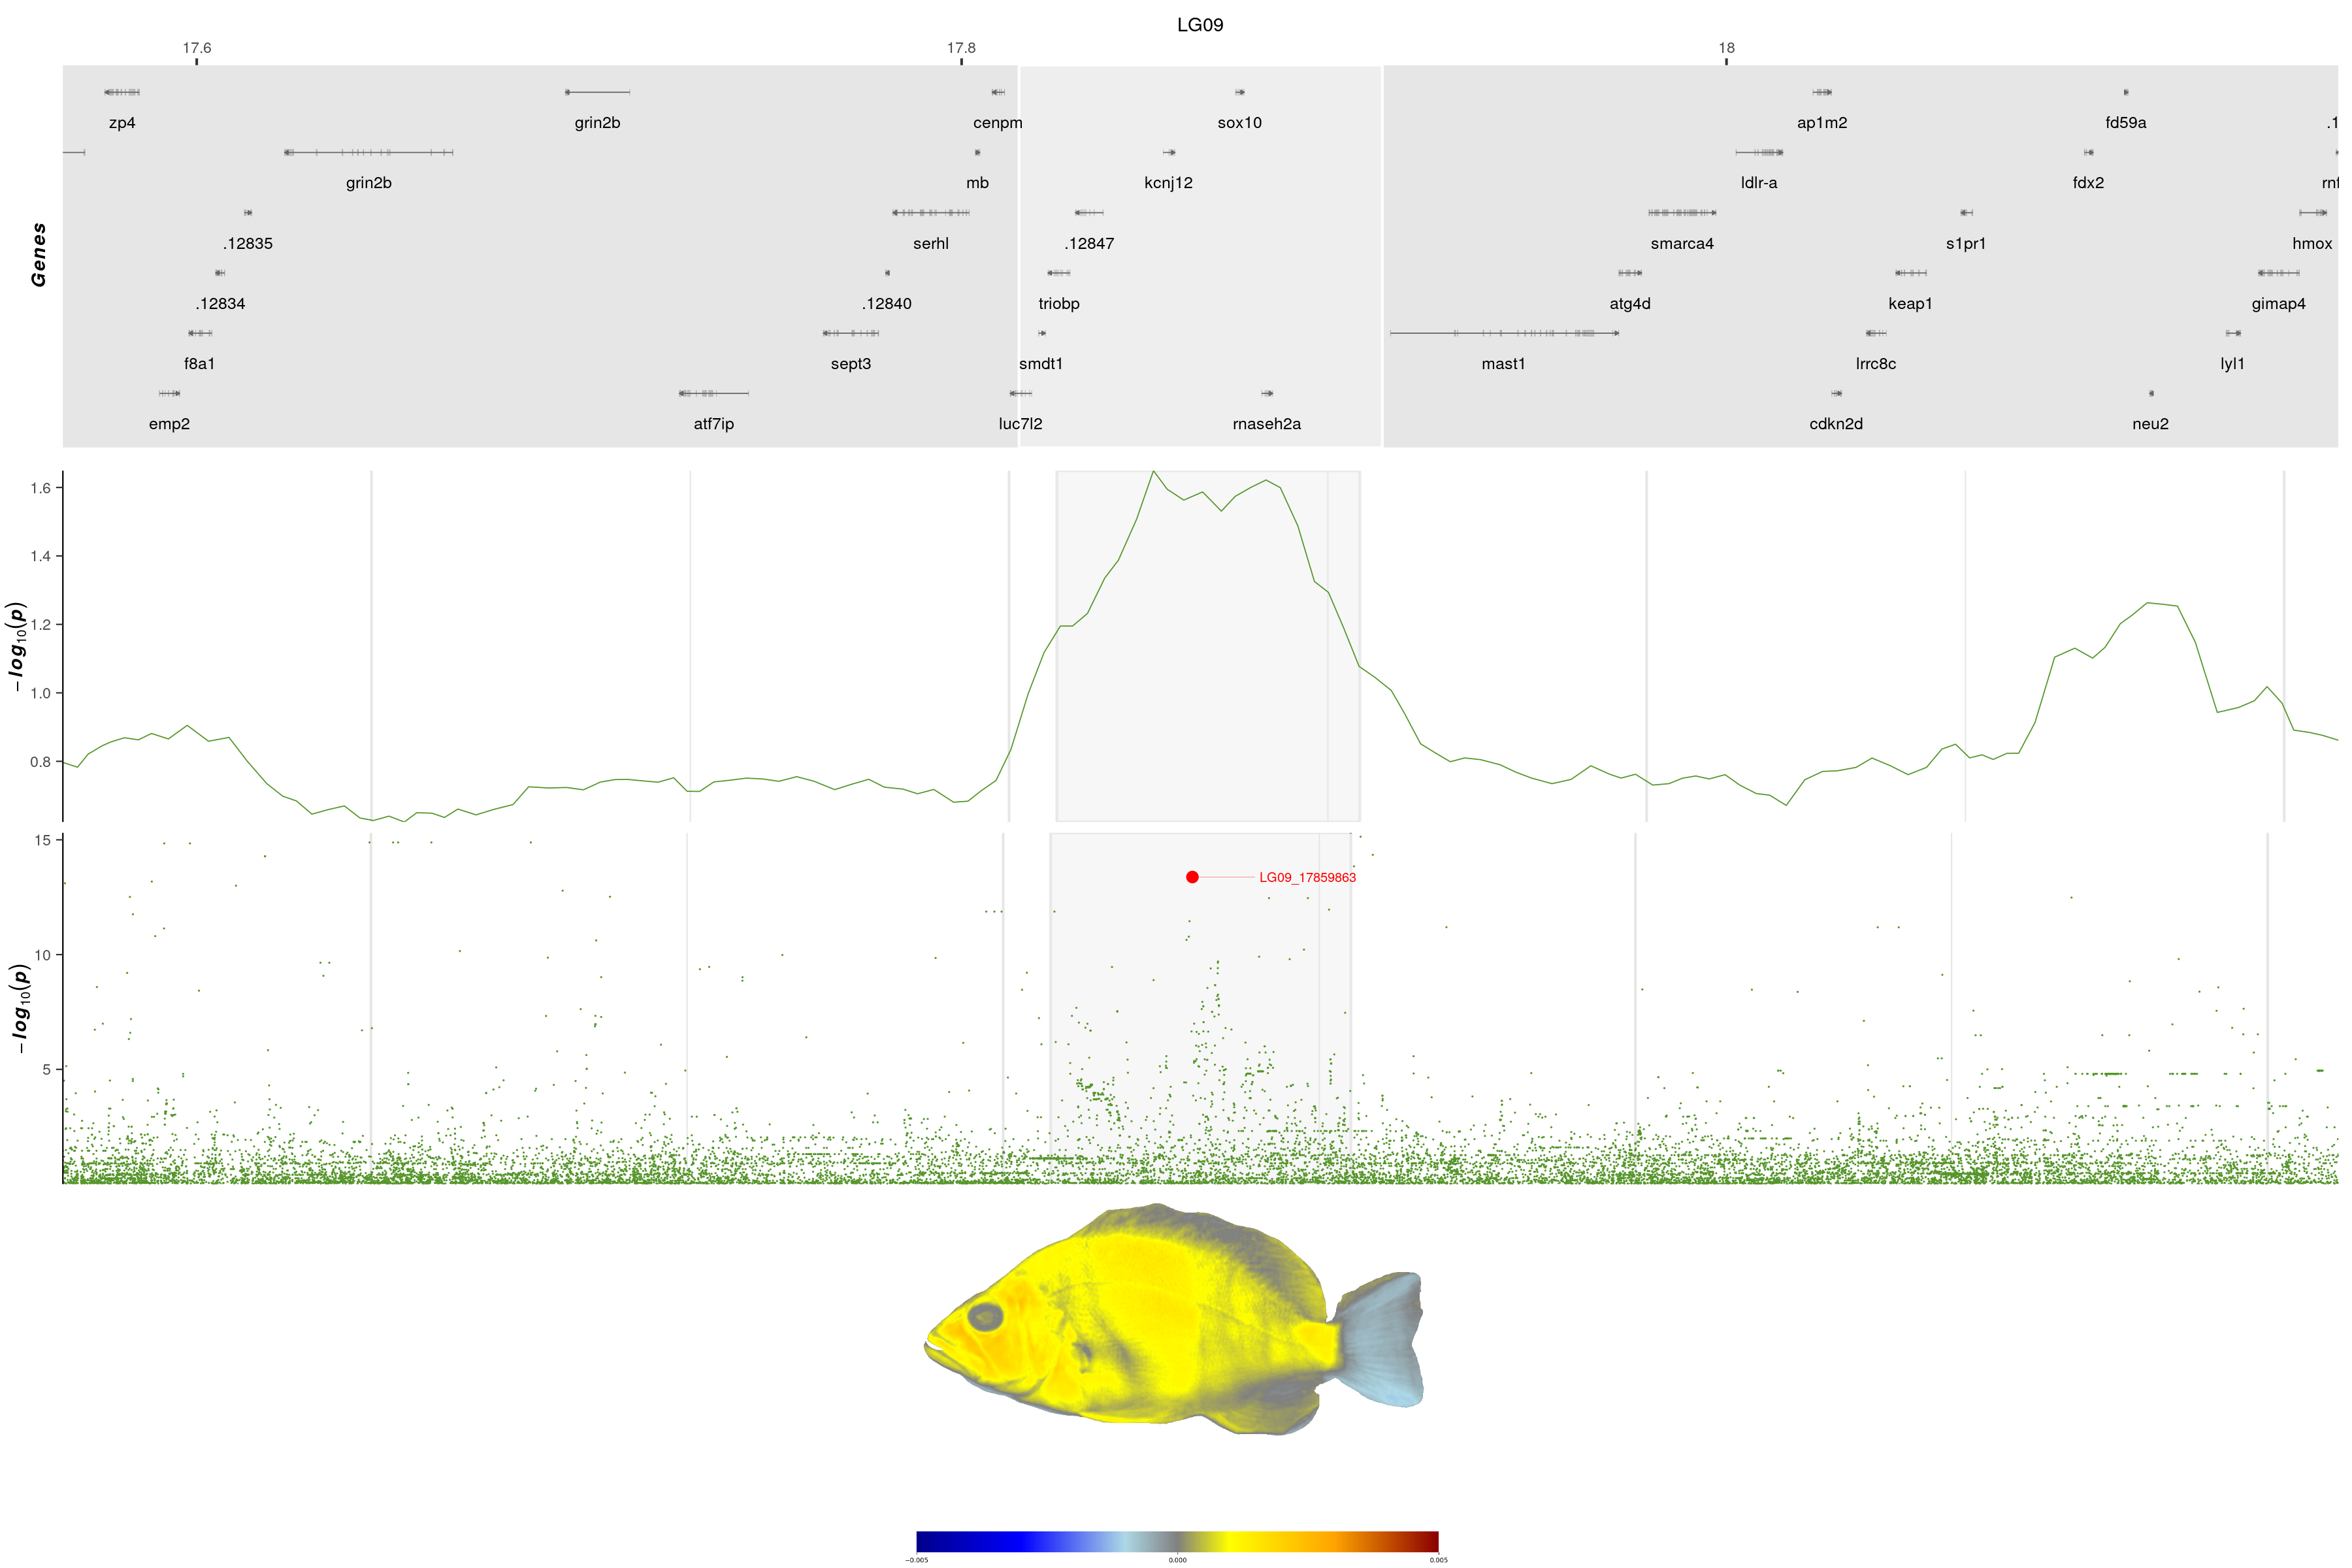 LG09
17.6 17.8 18
zp4 grin2b cenpm sox10 ap1m2 fd59a .1
grin2b mb kcnj12 ldlr-a fdx2 rnf
Genes
.12835 serhl .12847 smarca4 s1pr1 hmox
.12834 .12840 triobp atg4d keap1 gimap4
f8a1 sept3 smdt1 mast1 lrrc8c lyl1
emp2 atf7ip luc7l2 rnaseh2a cdkn2d neu2
−log10(p)
1.6
1.4
1.2
1.0
0.8
−log10(p)
15
LG09_17859863
10
5
−0.005 0.000 0.005